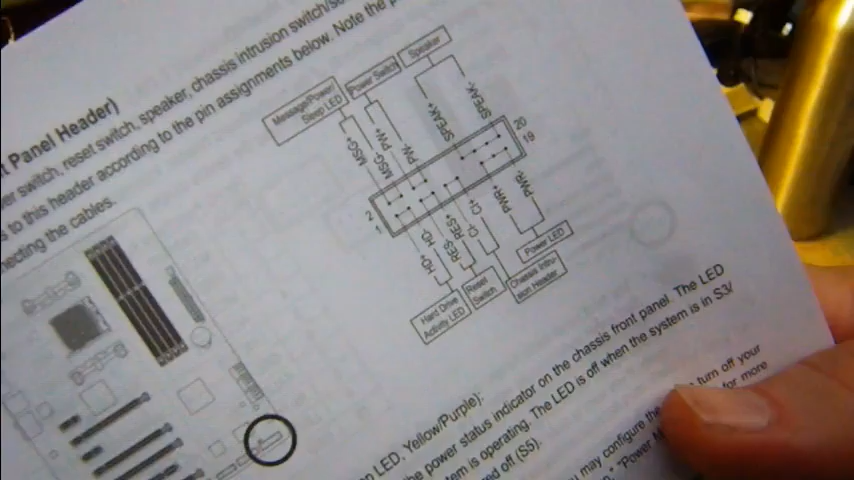 t Panel Header)
wer switch, reset switch, speaker, chassis intrusion switch/se
s to this header according to the pin assignments below. Note the p
necting the cables.
Message/Power/
Sleep LED
Power Switch
Speaker
MSG+
MSG-
PW+
PW-
SPEAK+
SPEAK-
2
1
20
19
HD+
HD-
RES-
RES+
CI-
CI+
PWR+
PWR-
Hard Drive
Activity LED
Reset
Switch
Chassis Intru-
sion Header
Power LED
p LED, Yellow/Purple):
the power status indicator on the chassis front panel. The LED
tem is operating. The LED is off when the system is in S3/
ed off (S5).
turn off your
may configure the
for more
"Power M